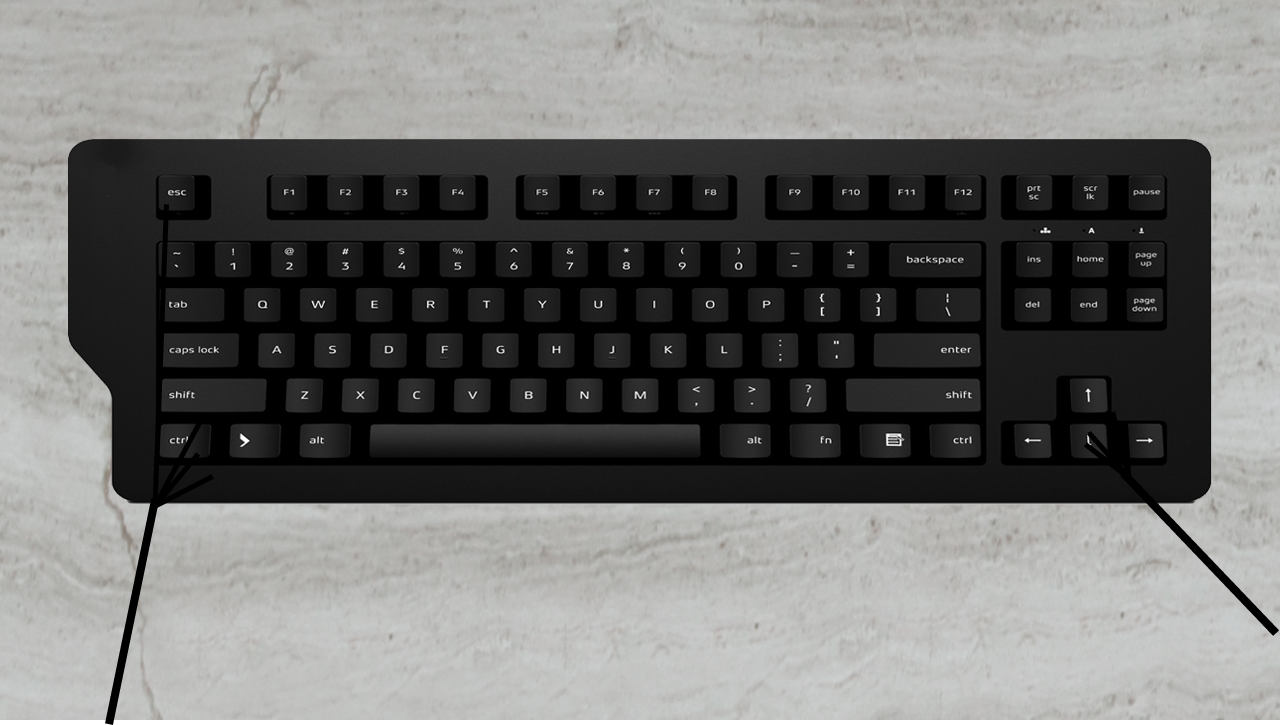 esc F1 F2 F3 F4 F5 F6 F7 F8 F9 F10 F11 F12 prt sc scr lk pause
A
~ ` ! 1 @ 2 # 3 $ 4 % 5 ^ 6 & 7 * 8 ( 9 ) 0 — - + = backspace ins home page up
tab Q W E R T Y U I O P { [ } ] ¦ \ del end page down
caps lock A S D F G H J K L : ; " ' enter
shift Z X C V B N M < , > . ? / shift ↑
ctrl alt alt fn ctrl ← →